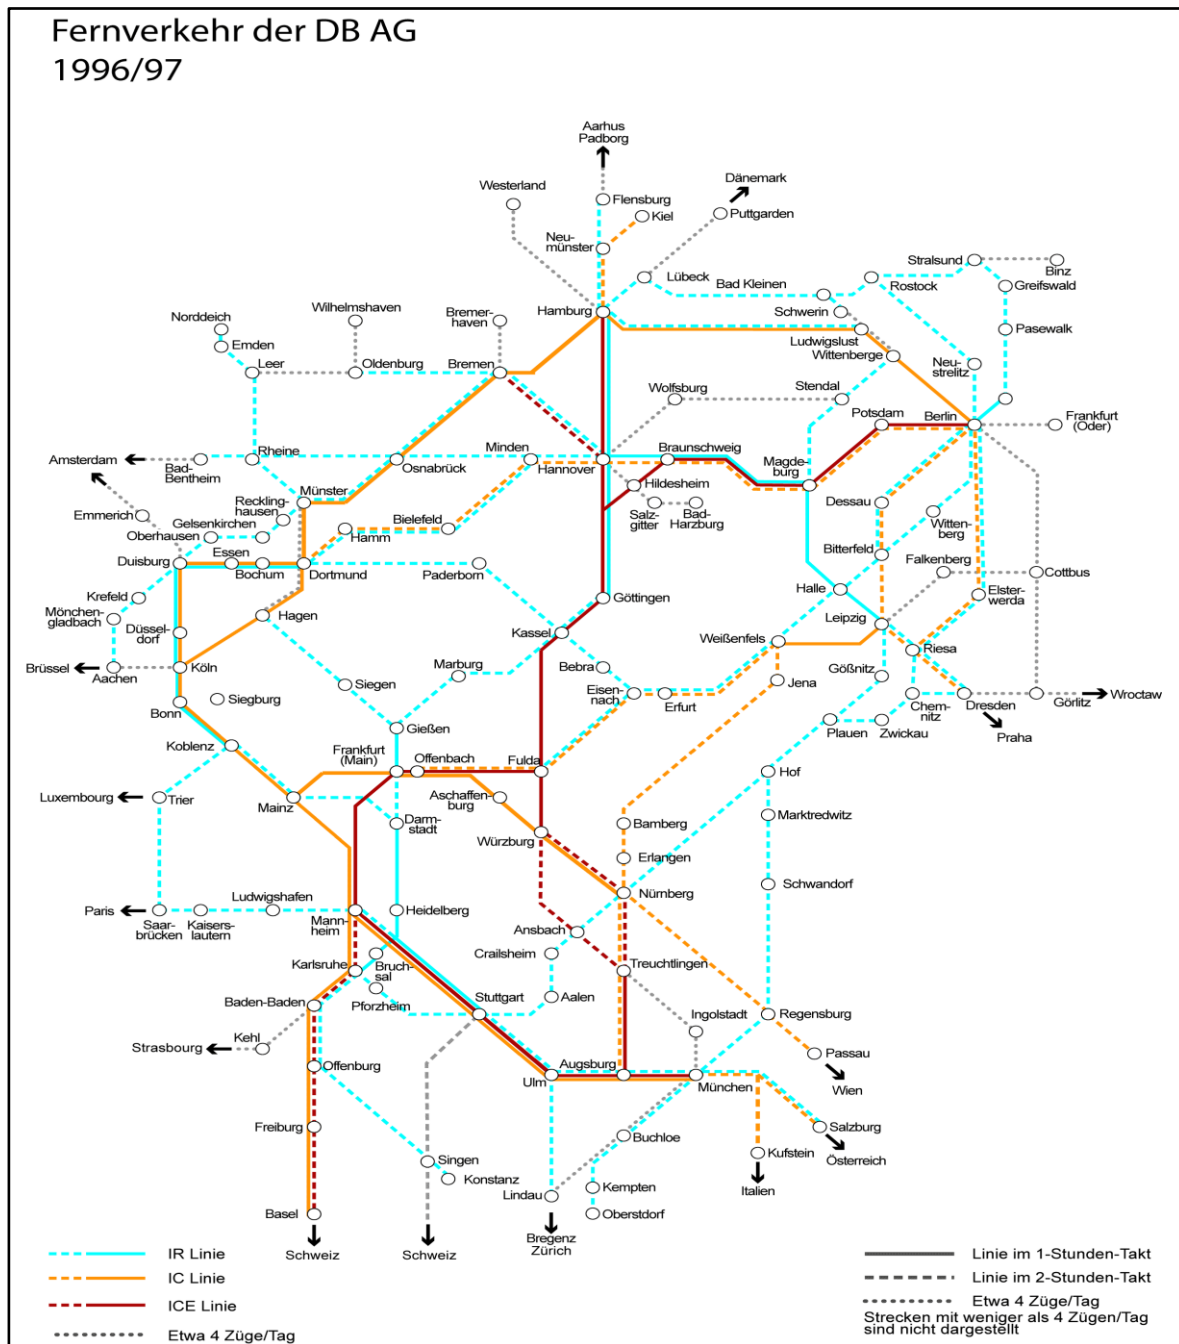 Fernverkehr der DB AG
1996/97
Aarhus
Padborg
Dänemark
Westerland
Flensburg
Kiel
Puttgarden
Neu-
münster
Stralsund
Binz
Lübeck
Bad Kleinen
Rostock
Greifswald
Wilhelmshaven
Bremer-
haven
Hamburg
Schwerin
Norddeich
Emden
Pasewalk
Ludwigslust
Wittenberge
Leer
Oldenburg
Bremen
Neu-
strelitz
Wolfsburg
Stendal
Potsdam
Berlin
Frankfurt
(Oder)
Amsterdam
Bad-
Bentheim
Rheine
Osnabrück
Minden
Hannover
Braunschweig
Magde-
burg
Hildesheim
Münster
Reckling-
hausen
Salz-
gitter
Bad-
Harzburg
Dessau
Witten-
berg
Emmerich
Gelsenkirchen
Oberhausen
Bielefeld
Hamm
Bitterfeld
Falkenberg
Duisburg
Essen
Bochum
Dortmund
Paderborn
Cottbus
Krefeld
Mönchen-
gladbach
Göttingen
Halle
Elster-
werda
Hagen
Leipzig
Düssel-
dorf
Kassel
Weißenfels
Riesa
Brüssel
Aachen
Köln
Marburg
Bebra
Gößnitz
Siegen
Siegburg
Eisen-
nach
Erfurt
Jena
Bonn
Chem-
nitz
Dresden
Görlitz
Wroctaw
Gießen
Plauen
Zwickau
Praha
Koblenz
Frankfurt
(Main)
Offenbach
Fulda
Hof
Luxembourg
Trier
Mainz
Aschaffen-
burg
Darm-
stadt
Würzburg
Bamberg
Marktredwitz
Erlangen
Nürnberg
Schwandorf
Paris
Saar-
brücken
Kaisers-
lautern
Ludwigshafen
Mann-
heim
Heidelberg
Ansbach
Crailsheim
Karlsruhe
Bruch-
sal
Treuchtlingen
Pforzheim
Aalen
Baden-Baden
Stuttgart
Ingolstadt
Regensburg
Strasbourg
Kehl
Passau
Wien
Offenburg
Ulm
Augsburg
München
Freiburg
Buchloe
Salzburg
Österreich
Singen
Kufstein
Konstanz
Lindau
Kempten
Italien
Basel
Oberstdorf
Bregenz
Zürich
Schweiz
Schweiz
IR Linie
IC Linie
ICE Linie
Etwa 4 Züge/Tag
Linie im 1-Stunden-Takt
Linie im 2-Stunden-Takt
Etwa 4 Züge/Tag
Strecken mit weniger als 4 Zügen/Tag
sind nicht dargestellt